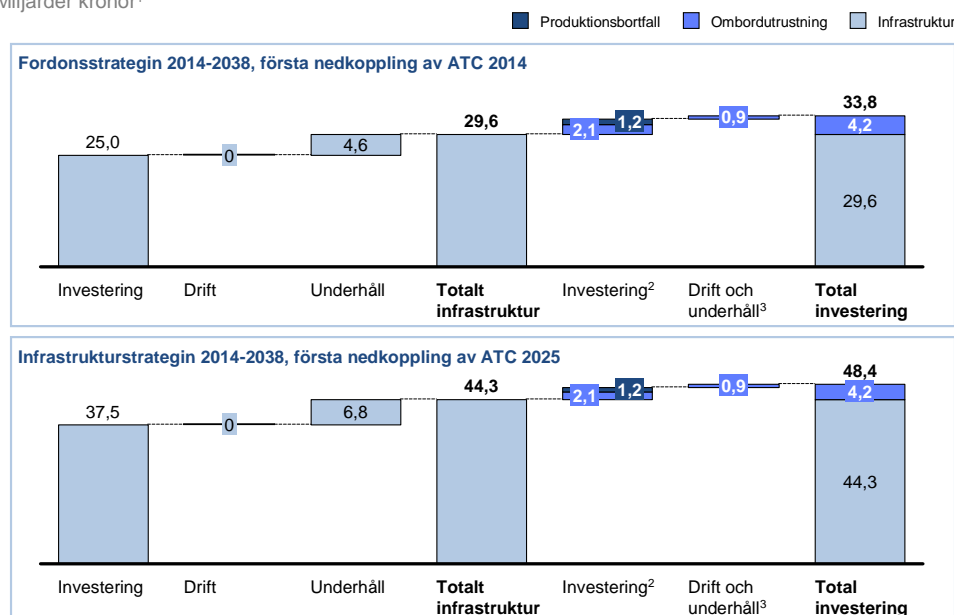 Miljarder kronor¹
Produktionsbortfall Ombordutrustning Infrastruktur
Fordonsstrategin 2014-2038, första nedkoppling av ATC 2014
33,8
29,6 1,2 0,9 4,2
25,0 2,1
0 4,6
29,6
Investering Drift Underhåll Totalt Investering² Drift och Total
infrastruktur underhåll³ investering
Infrastrukturstrategin 2014-2038, första nedkoppling av ATC 2025
48,4
44,3 2,1 1,2 0,9 4,2
37,5 0 6,8
44,3
Investering Drift Underhåll Totalt Investering² Drift och Total
infrastruktur underhåll³ investering